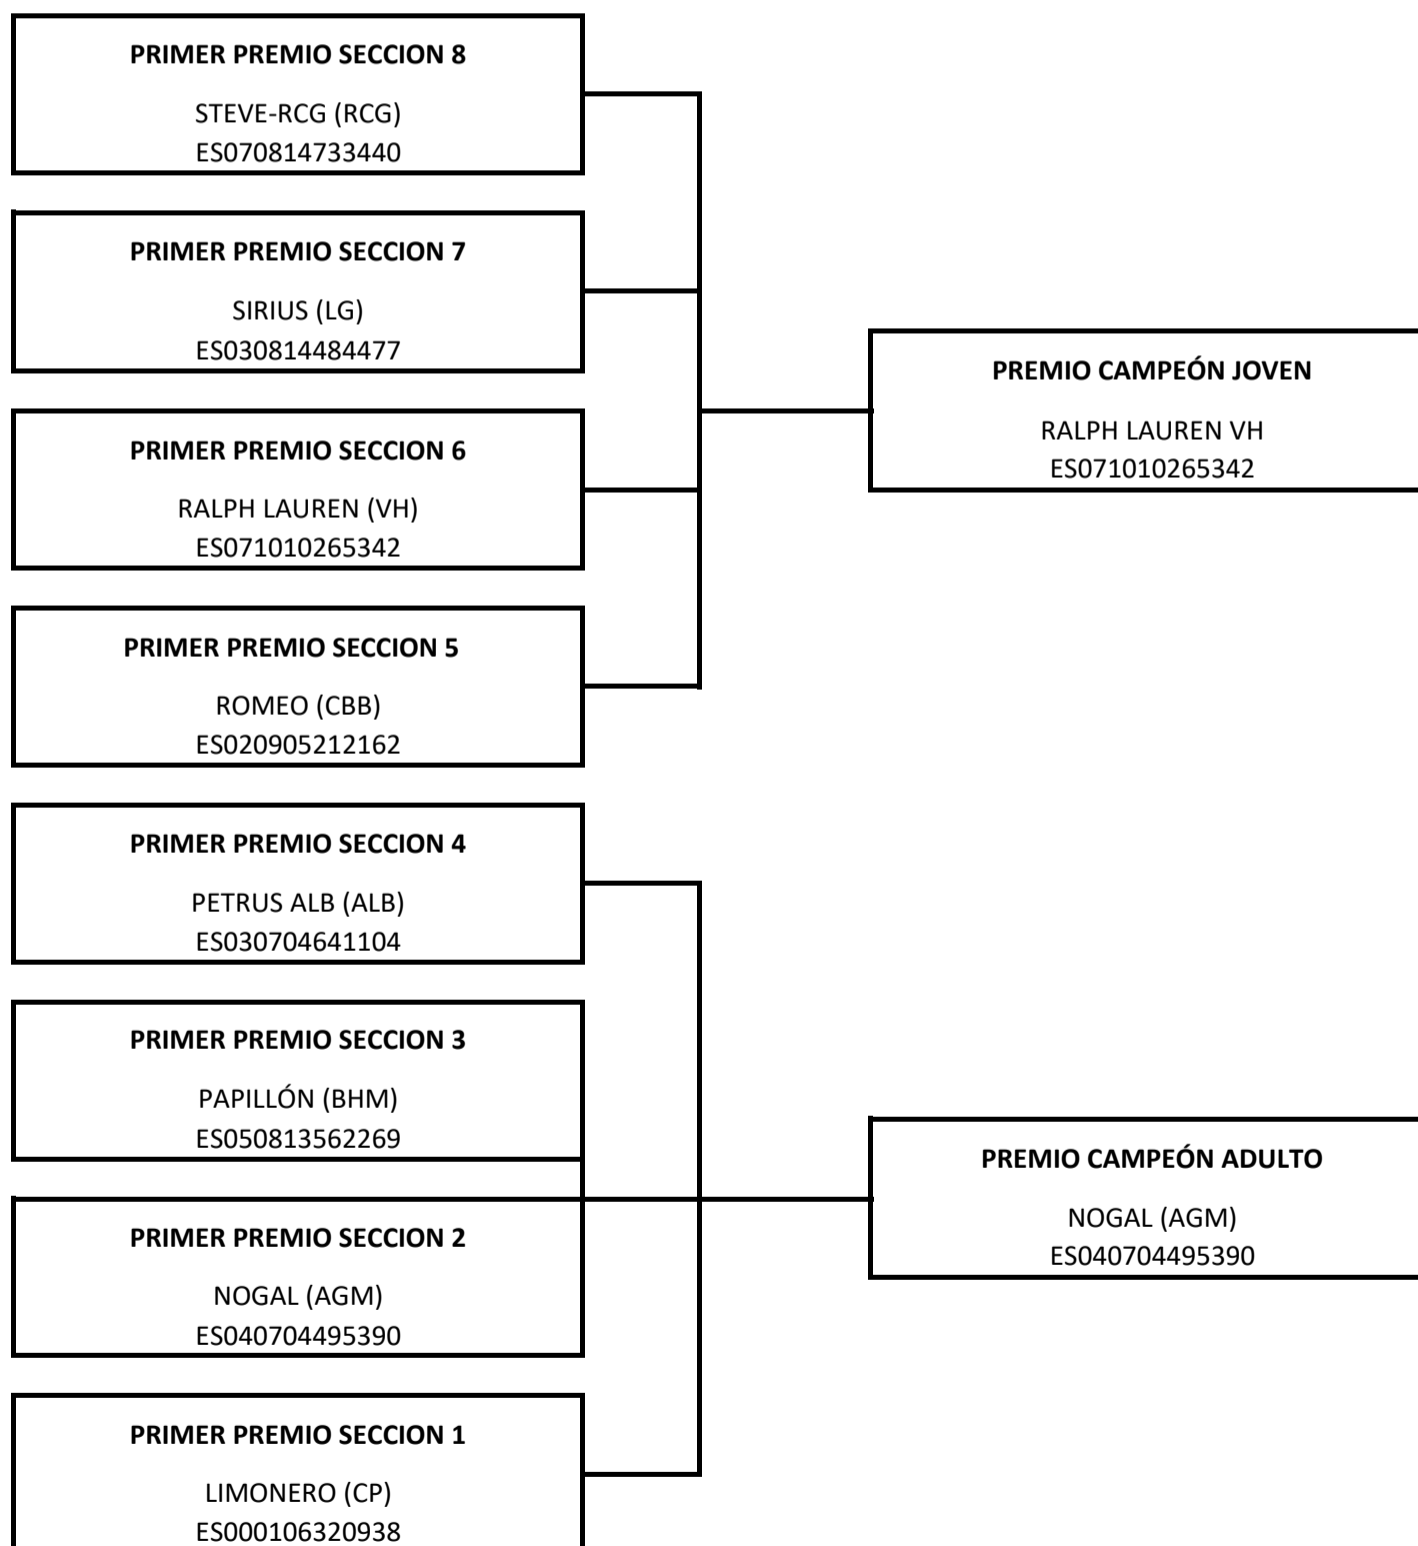 PRIMER PREMIO SECCION 8
STEVE-RCG (RCG)
ES070814733440
PRIMER PREMIO SECCION 7
SIRIUS (LG)
ES030814484477
PRIMER PREMIO SECCION 6
RALPH LAUREN (VH)
ES071010265342
PRIMER PREMIO SECCION 5
ROMEO (CBB)
ES020905212162
PREMIO CAMPEÓN JOVEN
RALPH LAUREN VH
ES071010265342
PRIMER PREMIO SECCION 4
PETRUS ALB (ALB)
ES030704641104
PRIMER PREMIO SECCION 3
PAPILLÓN (BHM)
ES050813562269
PRIMER PREMIO SECCION 2
NOGAL (AGM)
ES040704495390
PRIMER PREMIO SECCION 1
LIMONERO (CP)
ES000106320938
PREMIO CAMPEÓN ADULTO
NOGAL (AGM)
ES040704495390